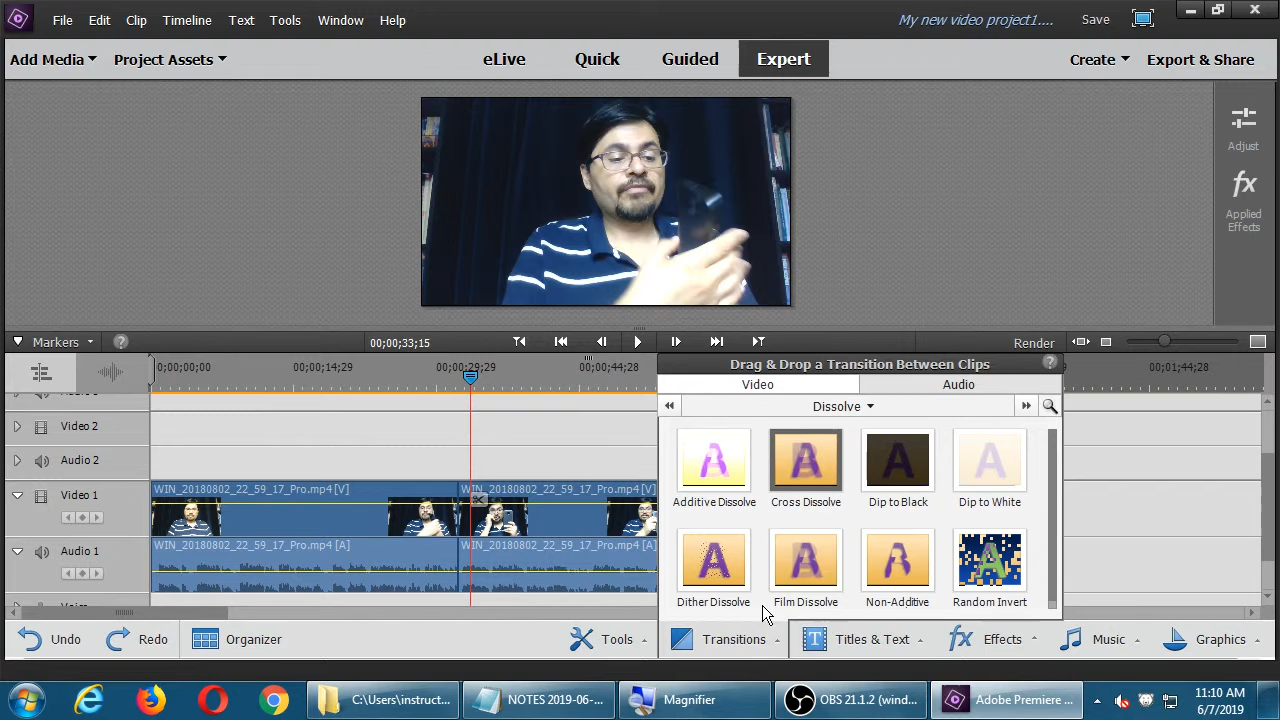 File Edit Clip Timeline Text Tools Window Help My new video project1.... Save
Add Media Project Assets eLive Quick Guided Expert Create Export & Share
Adjust
fx
Applied
Effects
Markers ? 00;00;33;15 Render
0;00;00;00 00;00;14;29 00;00;29;29 00;00;44;28 00;01;44;28
Drag & Drop a Transition Between Clips ?
Video Audio
Dissolve
Video 2
Audio 2
Video 1
WIN_20180802_22_59_17_Pro.mp4 [V] WIN_20180802_22_59_17_Pro.mp4 [V]
Audio 1
WIN_20180802_22_59_17_Pro.mp4 [A] WIN_20180802_22_59_17_Pro.mp4 [A]
A A A A
Additive Dissolve Cross Dissolve Dip to Black Dip to White
A A A A
Dither Dissolve Film Dissolve Non-Additive Random Invert
Undo Redo Organizer Tools Transitions T Titles & Text fx Effects Music Graphics
C:\Users\instruct... NOTES 2019-06-... Magnifier OBS 21.1.2 (wind... Adobe Premiere ...
11:10 AM
6/7/2019